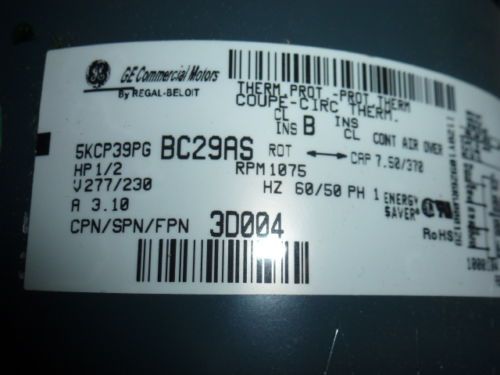 GE Commercial Motors
By REGAL-BELOIT
THERM.PROT.-PROT.THERM
COUPE-CIRC THERM.
CL INS B INS CL CONT AIR OVER
5KCP39PG BC29AS ROT ↔ CAP 7.50/370
HP 1/2 RPM 1075
V 277/230 HZ 60/50 PH 1
A 3.10
ENERGY SAVER
RoHS
CPN/SPN/FPN 3D004